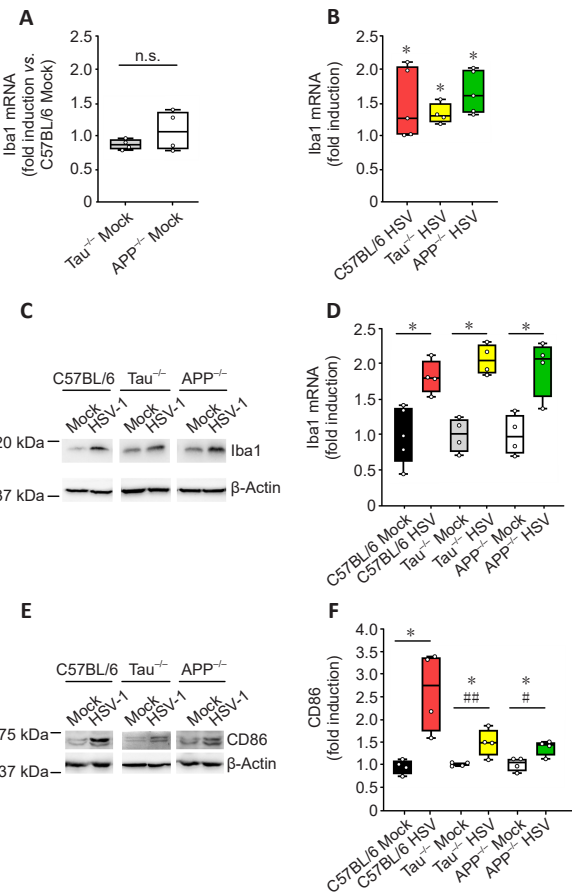 A
Iba1 mRNA
(fold induction vs.
C57BL/6 Mock)
2.5
2.0
1.5
1.0
0.5
0
n.s.
Tau⁻/⁻ Mock
APP⁻/⁻ Mock
B
Iba1 mRNA
(fold induction)
2.5
2.0
1.5
1.0
0.5
0
* * *
C57BL/6 HSV
Tau⁻/⁻ HSV
APP⁻/⁻ HSV
C
C57BL/6 Tau⁻/⁻ APP⁻/⁻
Mock HSV-1 Mock HSV-1 Mock HSV-1
20 kDa
Iba1
37 kDa
β-Actin
D
Iba1 mRNA
(fold induction)
2.5
2.0
1.5
1.0
0.5
0
* * *
C57BL/6 Mock
C57BL/6 HSV
Tau⁻/⁻ Mock
Tau⁻/⁻ HSV
APP⁻/⁻ Mock
APP⁻/⁻ HSV
E
C57BL/6 Tau⁻/⁻ APP⁻/⁻
Mock HSV-1 Mock HSV-1 Mock HSV-1
75 kDa
CD86
37 kDa
β-Actin
F
CD86
(fold induction)
4.0
3.5
3.0
2.5
2.0
1.5
1.0
0.5
0
* * *
## #
C57BL/6 Mock
C57BL/6 HSV
Tau⁻/⁻ Mock
Tau⁻/⁻ HSV
APP⁻/⁻ Mock
APP⁻/⁻ HSV